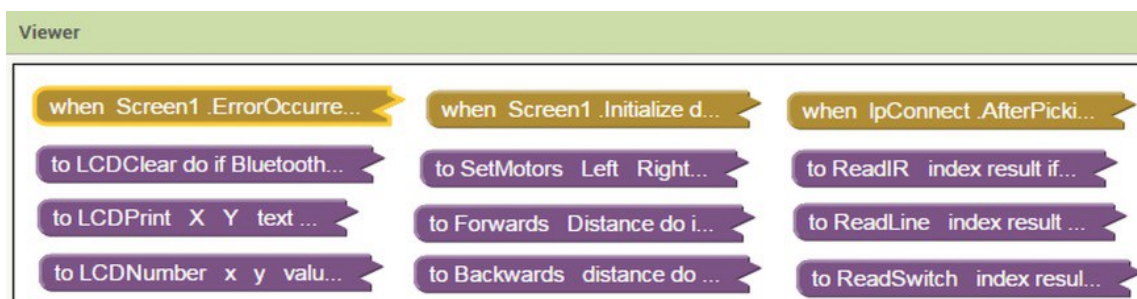 Viewer
when Screen1 .ErrorOccurre...
when Screen1 .Initialize d...
when lpConnect .AfterPicki...
to LCDClear do if Bluetooth...
to SetMotors Left Right...
to ReadIR index result if...
to LCDPrint X Y text ...
to Forwards Distance do i...
to ReadLine index result ...
to LCDNumber x y valu...
to Backwards distance do ...
to ReadSwitch index resul...